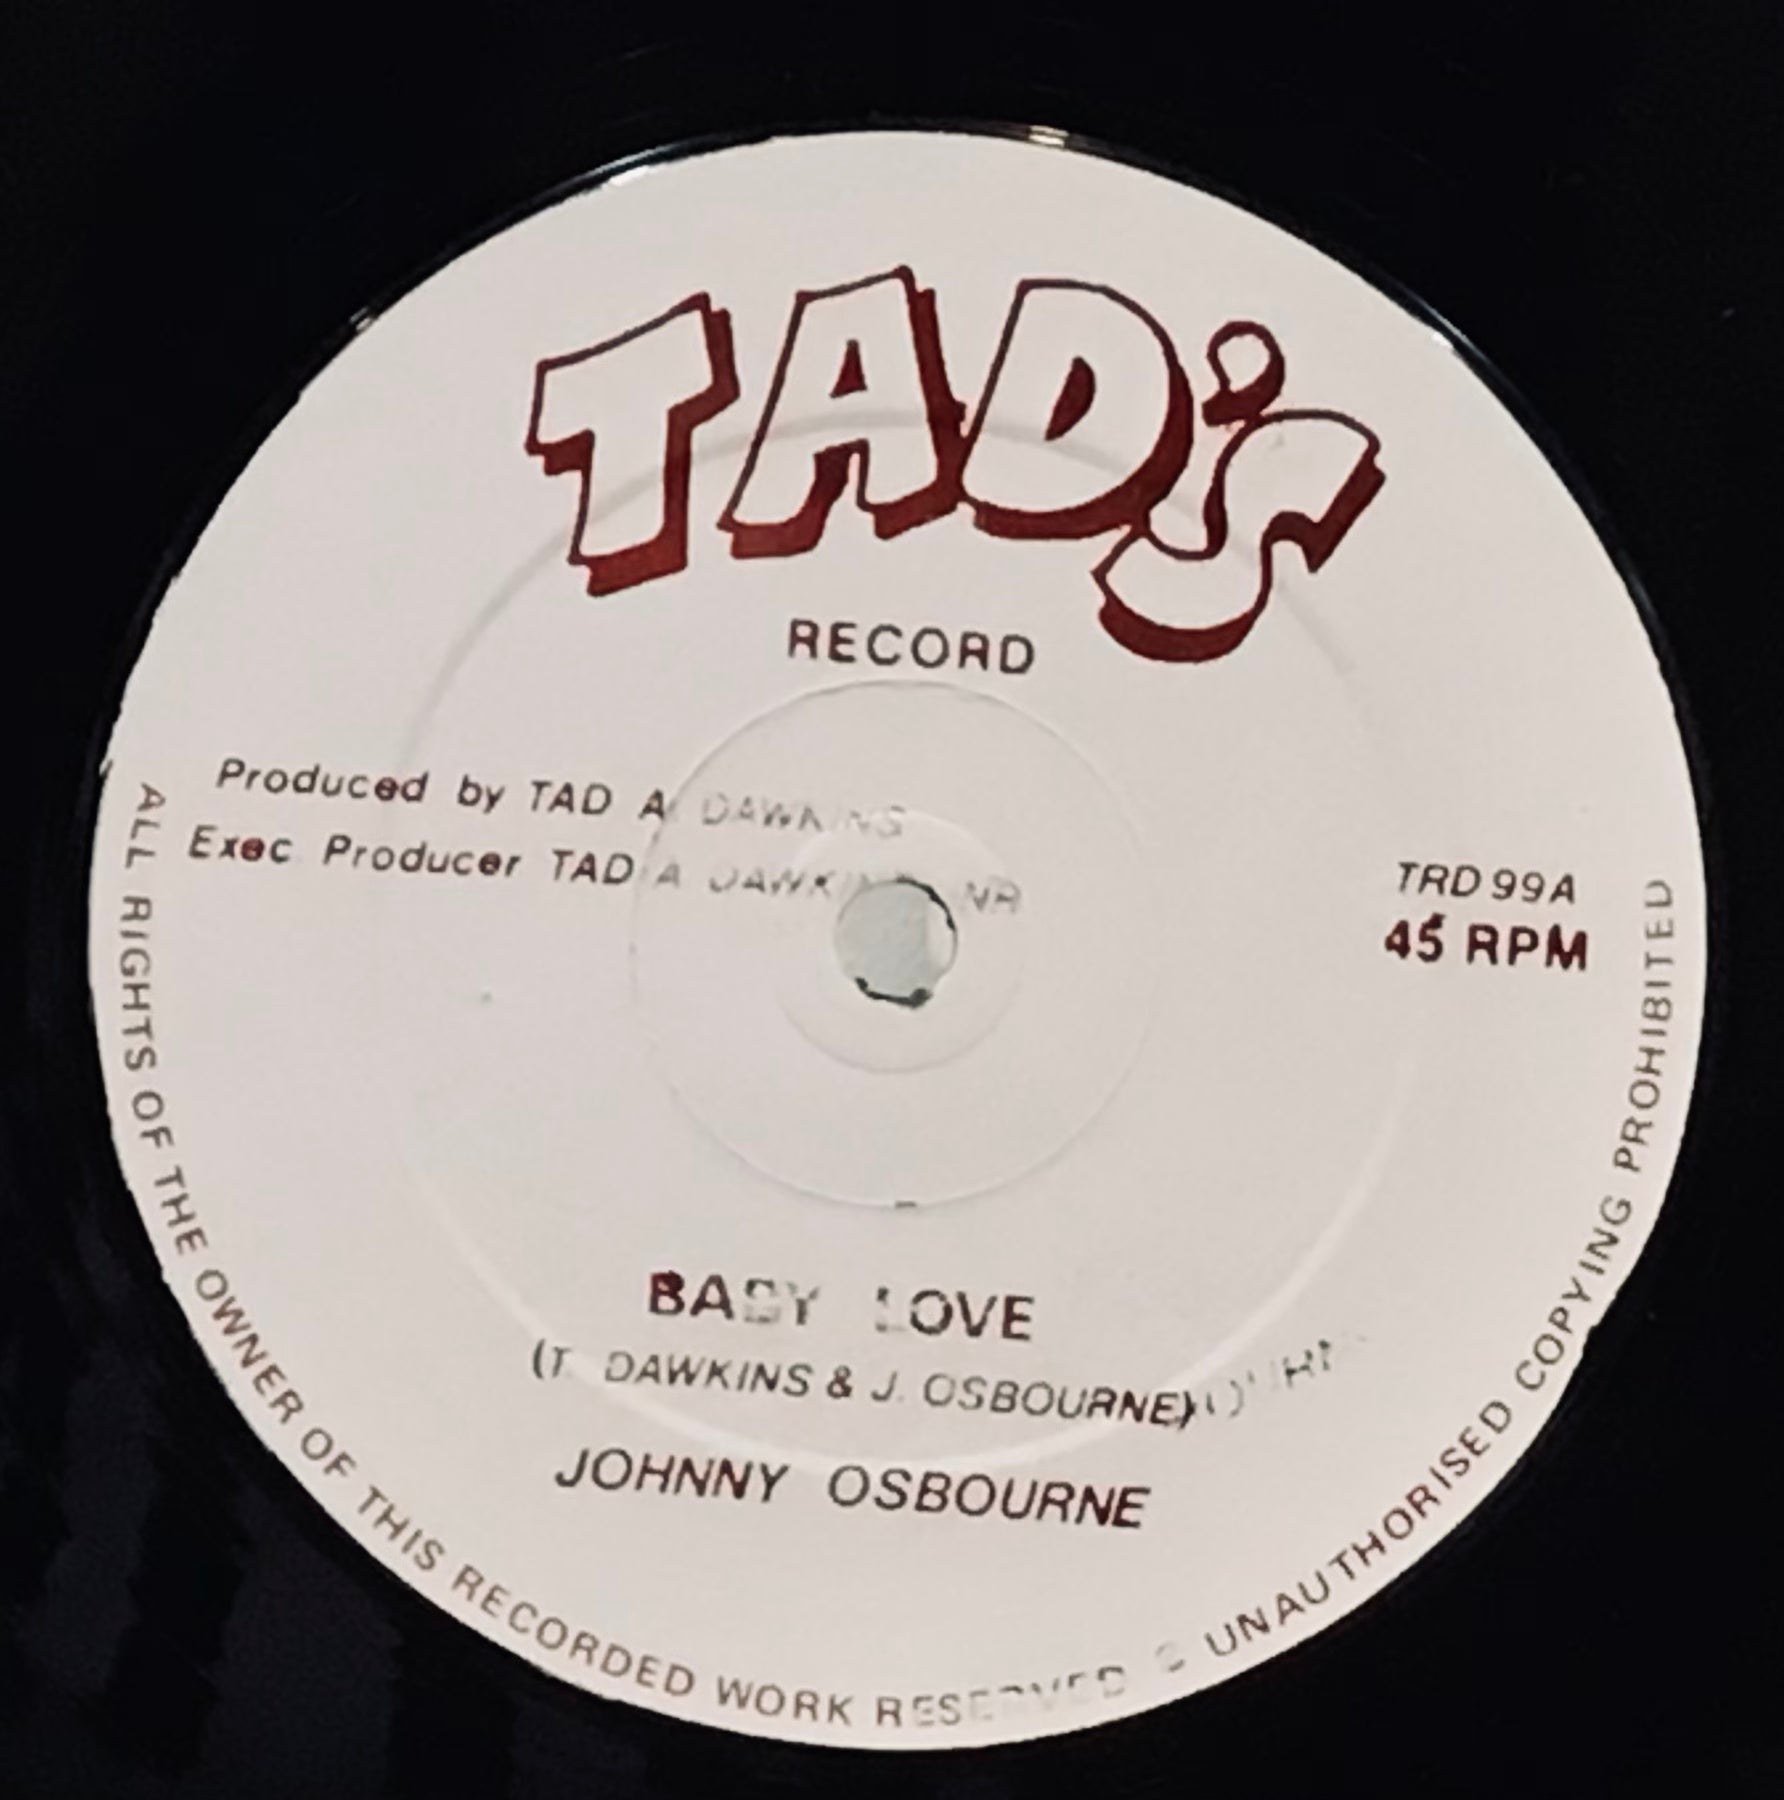 TAD's
RECORD
Produced by TAD A DAWKINS
Exec Producer TAD A
TRD 99A
45 RPM
BABY LOVE
(T. DAWKINS & J. OSBOURNE)
JOHNNY OSBOURNE
ALL RIGHTS OF THE OWNER OF THIS RECORDED WORK RESERVED UNAUTHORISED COPYING PROHIBITED